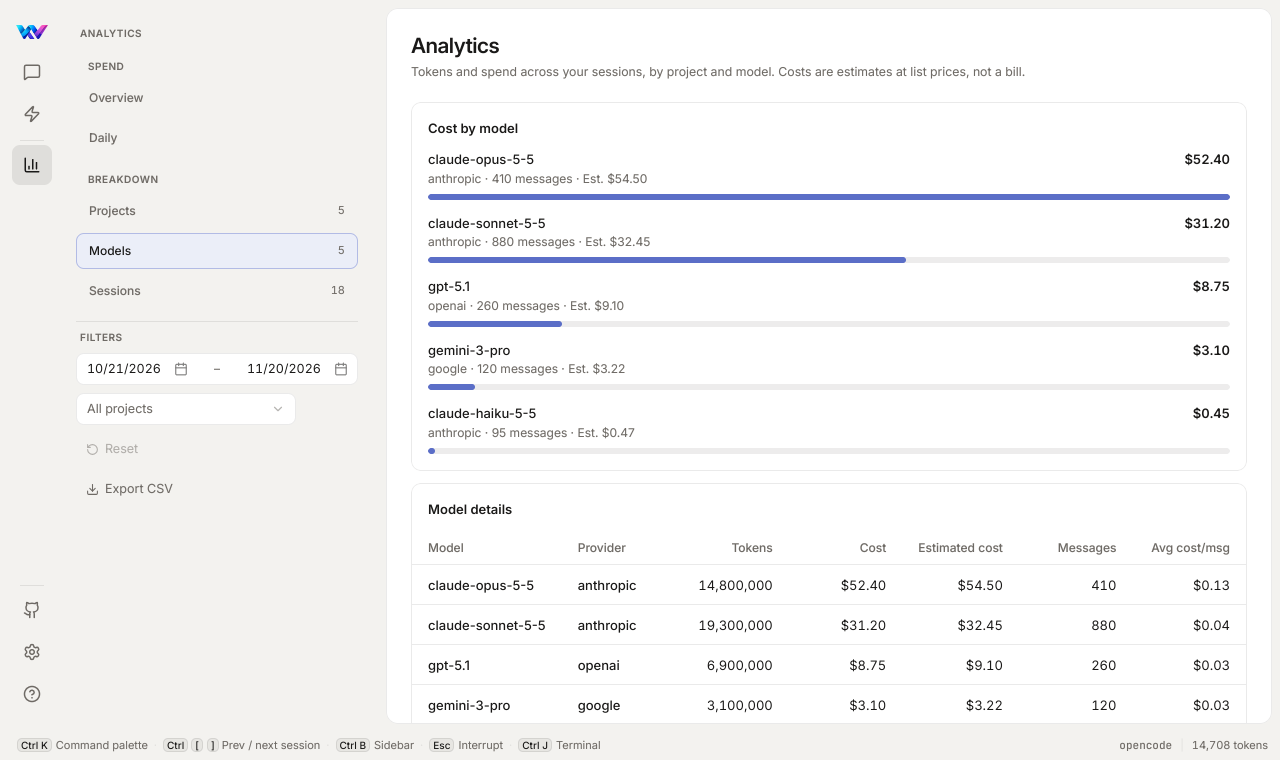 ANALYTICS
SPEND
Overview
Daily
BREAKDOWN
Projects 5
Models 5
Sessions 18
FILTERS
10/21/2026 – 11/20/2026
All projects
Reset
Export CSV
Analytics
Tokens and spend across your sessions, by project and model. Costs are estimates at list prices, not a bill.
Cost by model
claude-opus-5-5 $52.40
anthropic · 410 messages · Est. $54.50
claude-sonnet-5-5 $31.20
anthropic · 880 messages · Est. $32.45
gpt-5.1 $8.75
openai · 260 messages · Est. $9.10
gemini-3-pro $3.10
google · 120 messages · Est. $3.22
claude-haiku-5-5 $0.45
anthropic · 95 messages · Est. $0.47
Model details
Model Provider Tokens Cost Estimated cost Messages Avg cost/msg
claude-opus-5-5 anthropic 14,800,000 $52.40 $54.50 410 $0.13
claude-sonnet-5-5 anthropic 19,300,000 $31.20 $32.45 880 $0.04
gpt-5.1 openai 6,900,000 $8.75 $9.10 260 $0.03
gemini-3-pro google 3,100,000 $3.10 $3.22 120 $0.03
Ctrl K Command palette Ctrl [ ] Prev / next session Ctrl B Sidebar Esc Interrupt Ctrl J Terminal opencode 14,708 tokens